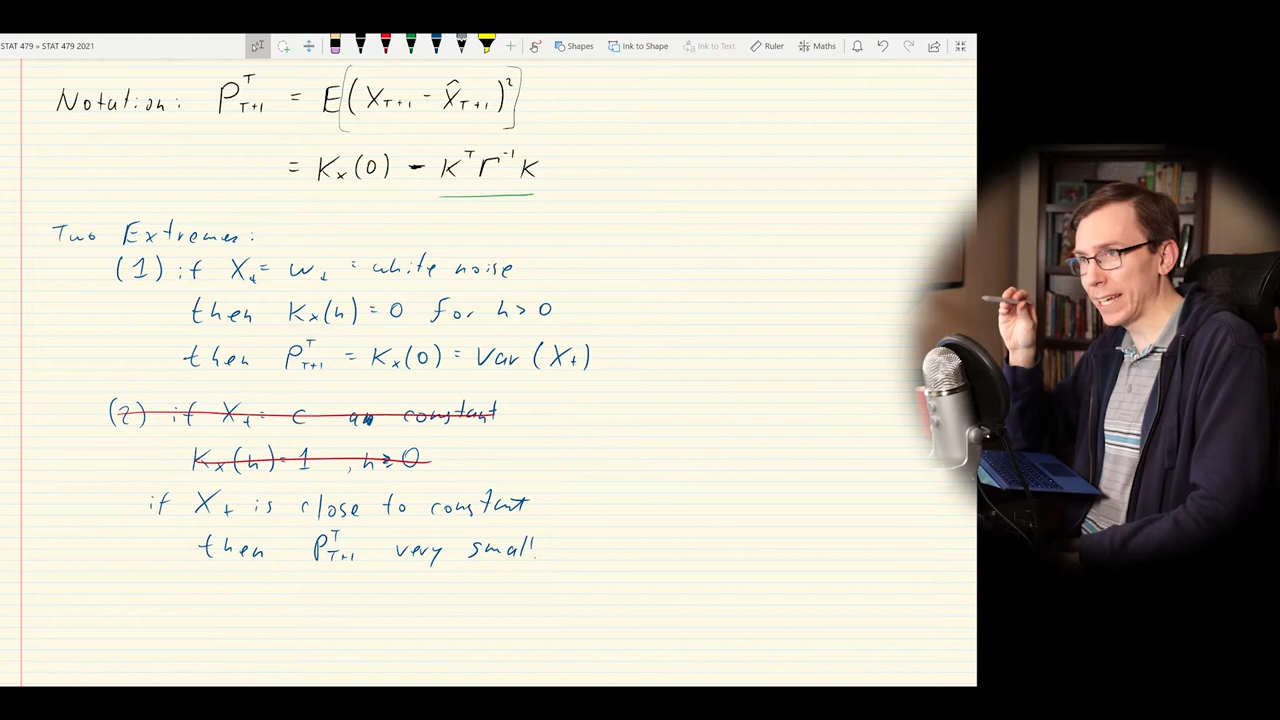 STAT 479 » STAT 479 2021
Shapes
Ink to Shape
Ink to Text
Ruler
Maths
Notation: P^T_{T+1} = E[(X_{T+1} - X̂_{T+1})^2]
= K_x(0) - K^T Γ^{-1} K
Two Extremes:
(1) if X_t = w_t = white noise
then K_x(h) = 0 for h > 0
then P^T_{T+1} = K_x(0) = Var(X_t)
(2) if X_t = c a constant
K_x(h) = 1, h ≥ 0
if X_t is close to constant
then P^T_{T+1} very small.